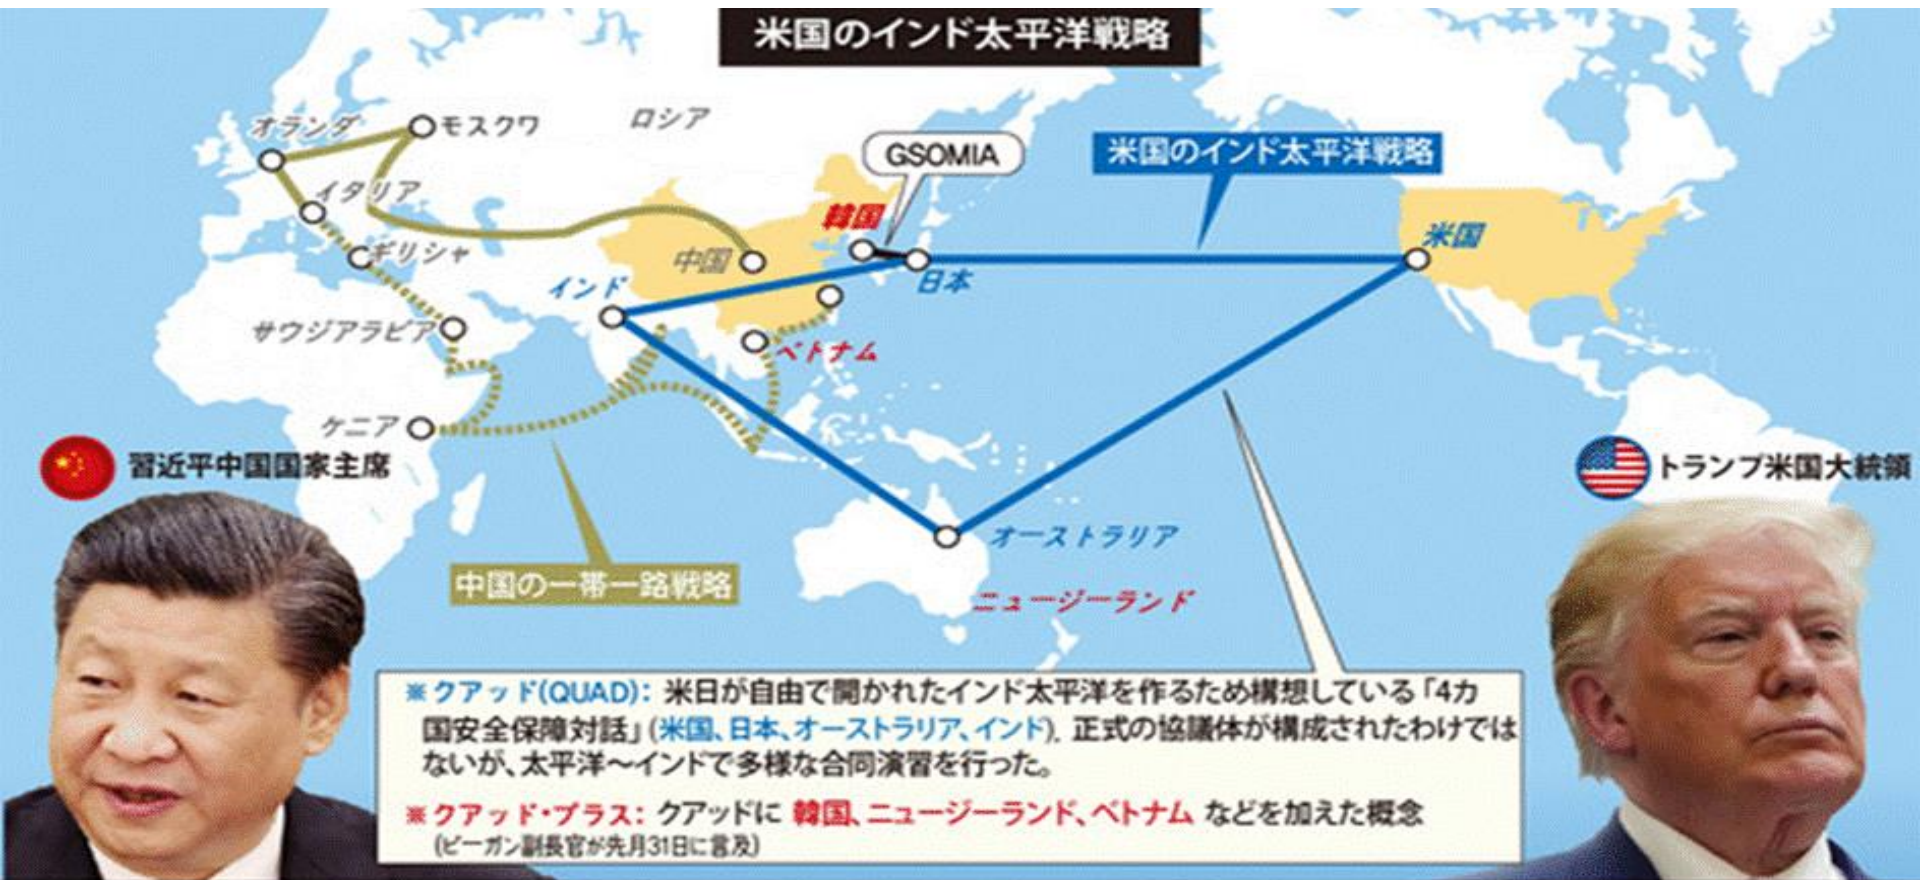 米国のインド太平洋戦略
オランダ
モスクワ
ロシア
GSOMIA
米国のインド太平洋戦略
イタリア
韓国
米国
ギリシャ
中国
日本
インド
サウジアラビア
ベトナム
ケニア
習近平中国国家主席
トランプ米国大統領
オーストラリア
中国の一帯一路戦略
ニュージーランド
※クアッド(QUAD): 米日が自由で開かれたインド太平洋を作るため構想している「4カ
国安全保障対話」(米国、日本、オーストラリア、インド). 正式の協議体が構成されたわけでは
ないが、太平洋～インドで多様な合同演習を行った。
※クアッド・プラス: クアッドに 韓国、ニュージーランド、ベトナム などを加えた概念
(ビーガン副長官が先月31日に言及)